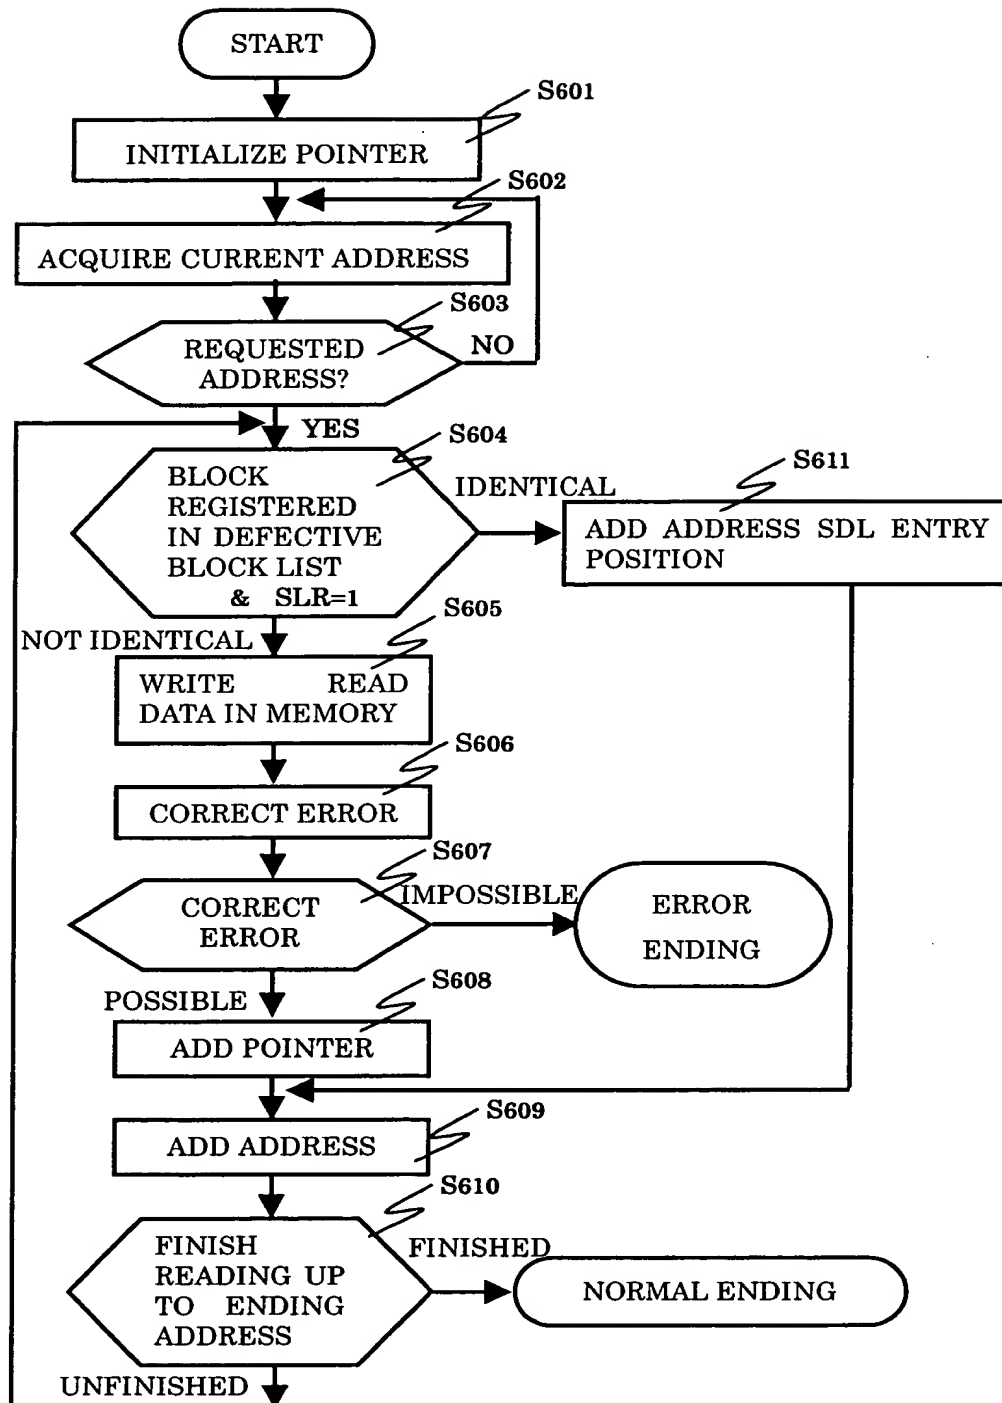 START
S601
INITIALIZE POINTER
S602
ACQUIRE CURRENT ADDRESS
S603
REQUESTED
ADDRESS?
NO
YES
S604
BLOCK
REGISTERED
IN DEFECTIVE
BLOCK LIST
& SLR=1
IDENTICAL
S611
ADD ADDRESS SDL ENTRY
POSITION
NOT IDENTICAL
S605
WRITE READ
DATA IN MEMORY
S606
CORRECT ERROR
S607
CORRECT
ERROR
IMPOSSIBLE
ERROR
ENDING
POSSIBLE
S608
ADD POINTER
S609
ADD ADDRESS
S610
FINISH
READING UP
TO ENDING
ADDRESS
FINISHED
NORMAL ENDING
UNFINISHED